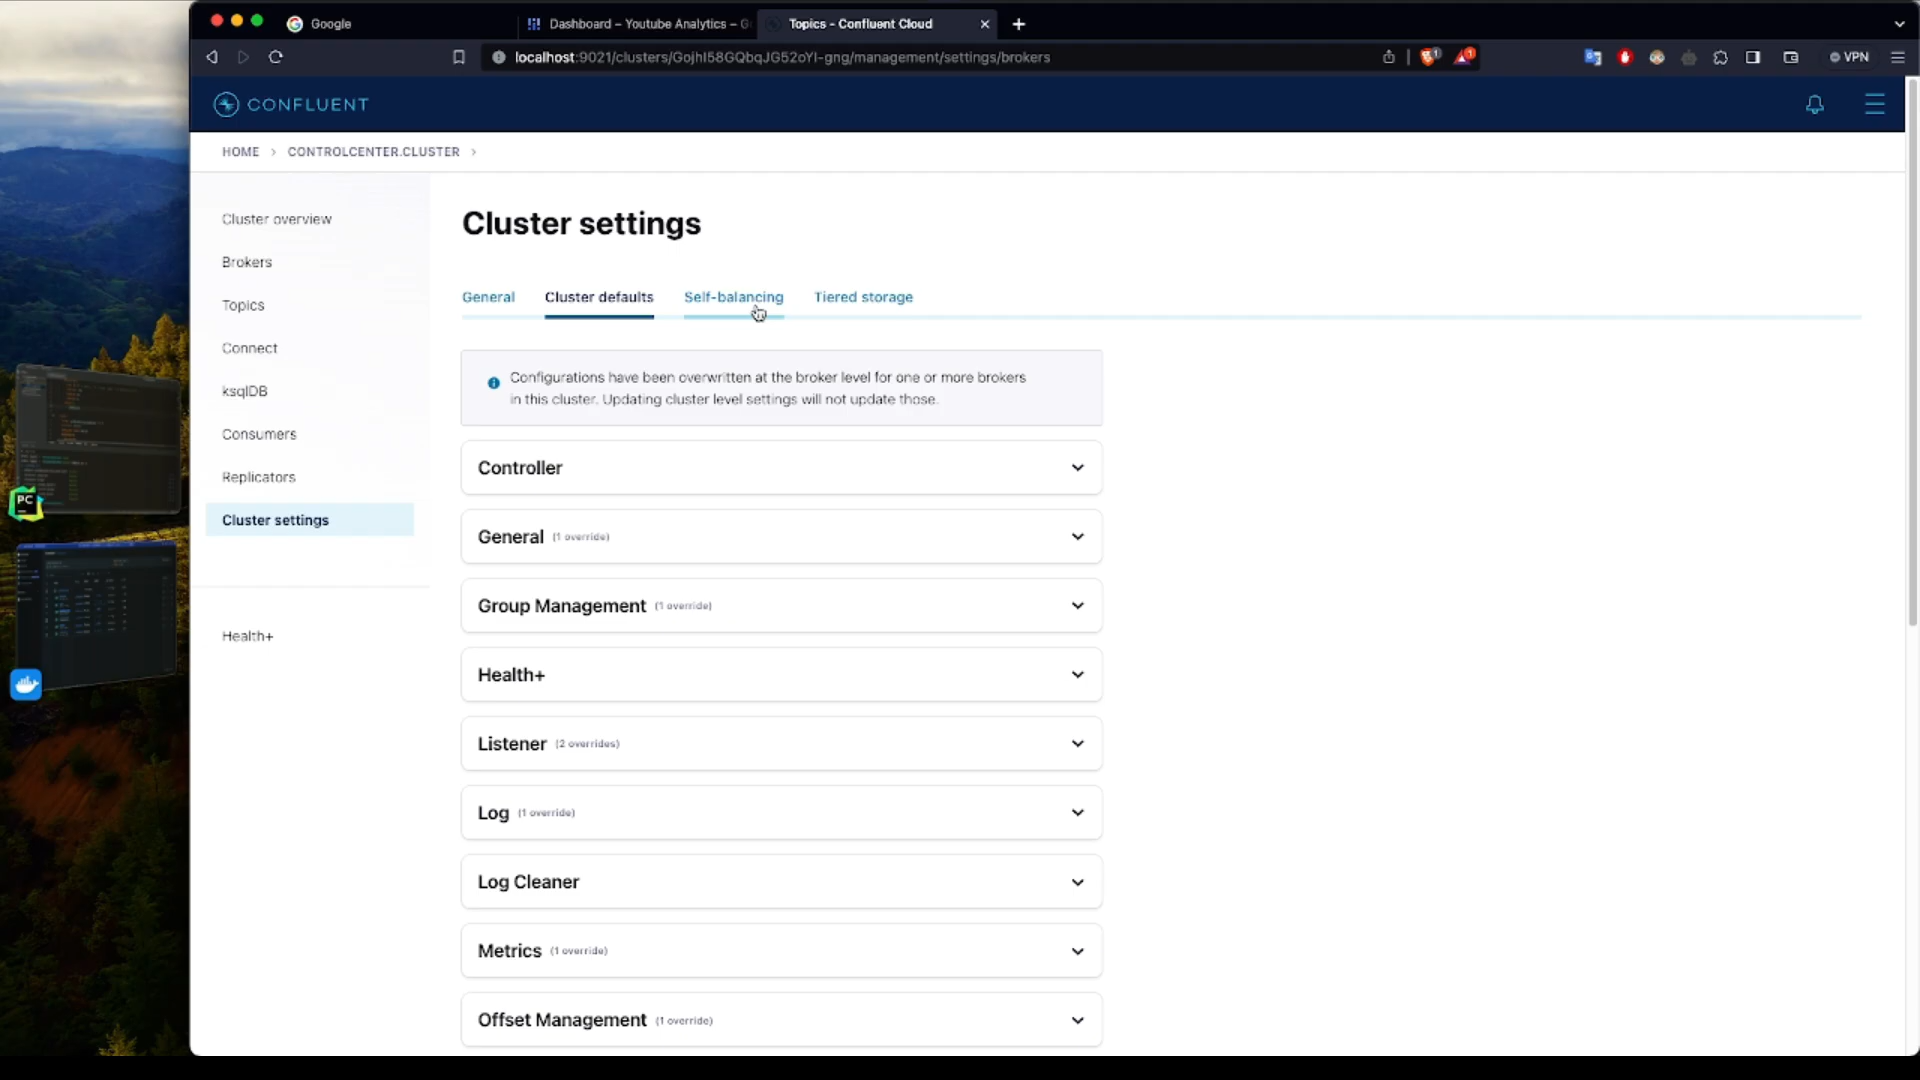 Google
Dashboard – Youtube Analytics – G
Topics - Confluent Cloud
localhost:9021/clusters/GojhI58GQbqJG52oYI-gng/management/settings/brokers
1
1
VPN
CONFLUENT
HOME > CONTROLCENTER.CLUSTER >
Cluster overview
Brokers
Topics
Connect
ksqlDB
Consumers
Replicators
Cluster settings
Health+
Cluster settings
General
Cluster defaults
Self-balancing
Tiered storage
Configurations have been overwritten at the broker level for one or more brokers
in this cluster. Updating cluster level settings will not update those.
Controller
General (1 override)
Group Management (1 override)
Health+
Listener (2 overrides)
Log (1 override)
Log Cleaner
Metrics (1 override)
Offset Management (1 override)
PC